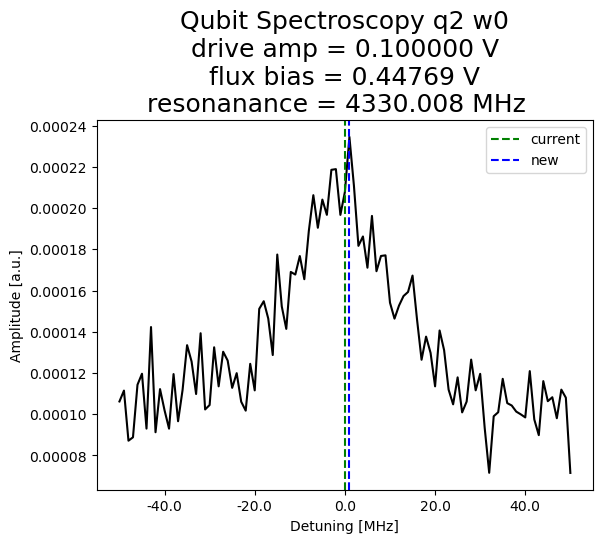 Qubit Spectroscopy q2 w0
drive amp = 0.100000 V
flux bias = 0.44769 V
resonanance = 4330.008 MHz
current
new
Amplitude [a.u.]
0.00024
0.00022
0.00020
0.00018
0.00016
0.00014
0.00012
0.00010
0.00008
-40.0
-20.0
0.0
20.0
40.0
Detuning [MHz]